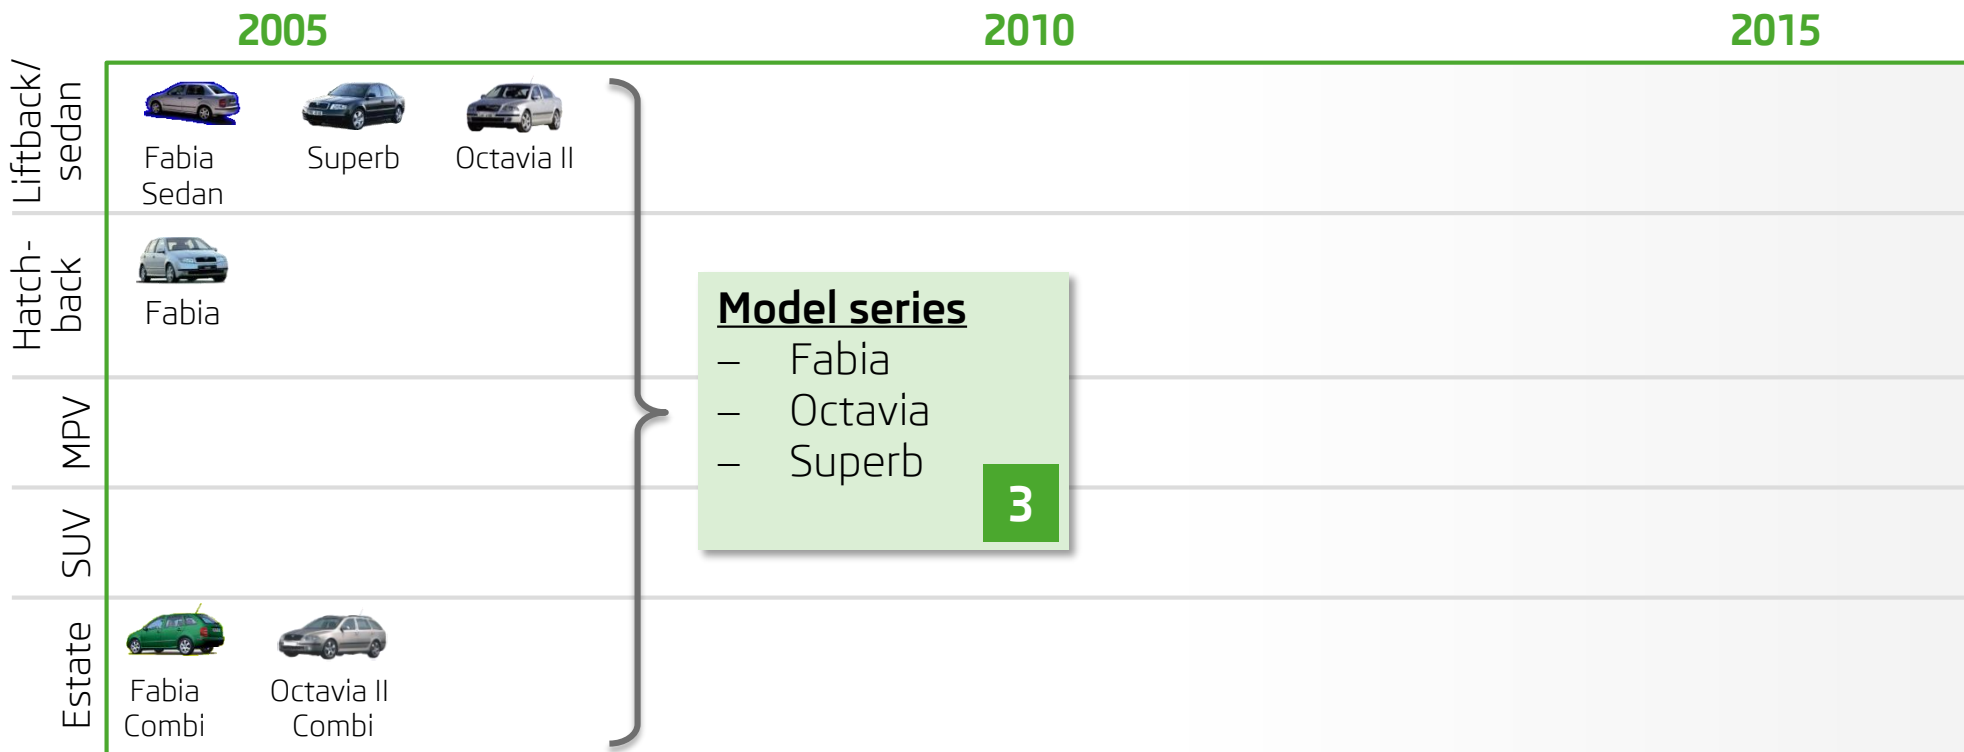 2005
2010
2015
Liftback/
sedan
Fabia
Sedan
Superb
Octavia II
Hatch-
back
Fabia
Model series
– Fabia
– Octavia
– Superb
3
MPV
SUV
Estate
Fabia
Combi
Octavia II
Combi